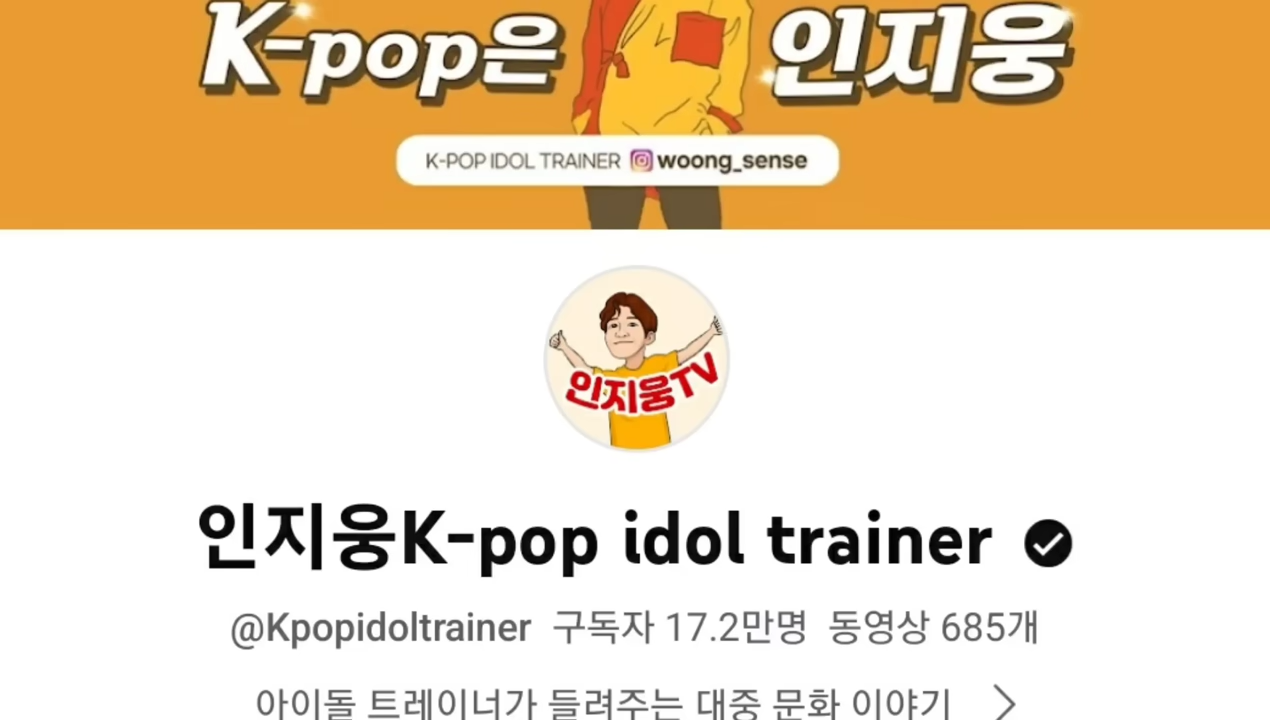 K-pop은 인지웅
K-POP IDOL TRAINER woong_sense
인지웅TV
인지웅K-pop idol trainer
@Kpopidoltrainer 구독자 17.2만명 동영상 685개
아이돌 트레이너가 들려주는 대중 문화 이야기